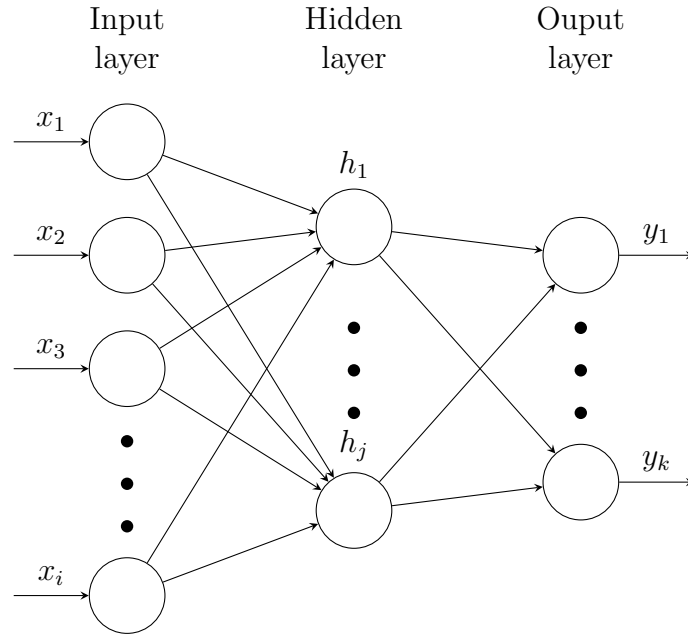 Input
layer
Hidden
layer
Ouput
layer
x₁
h₁
x₂
y₁
x₃
hⱼ
yₖ
xᵢ